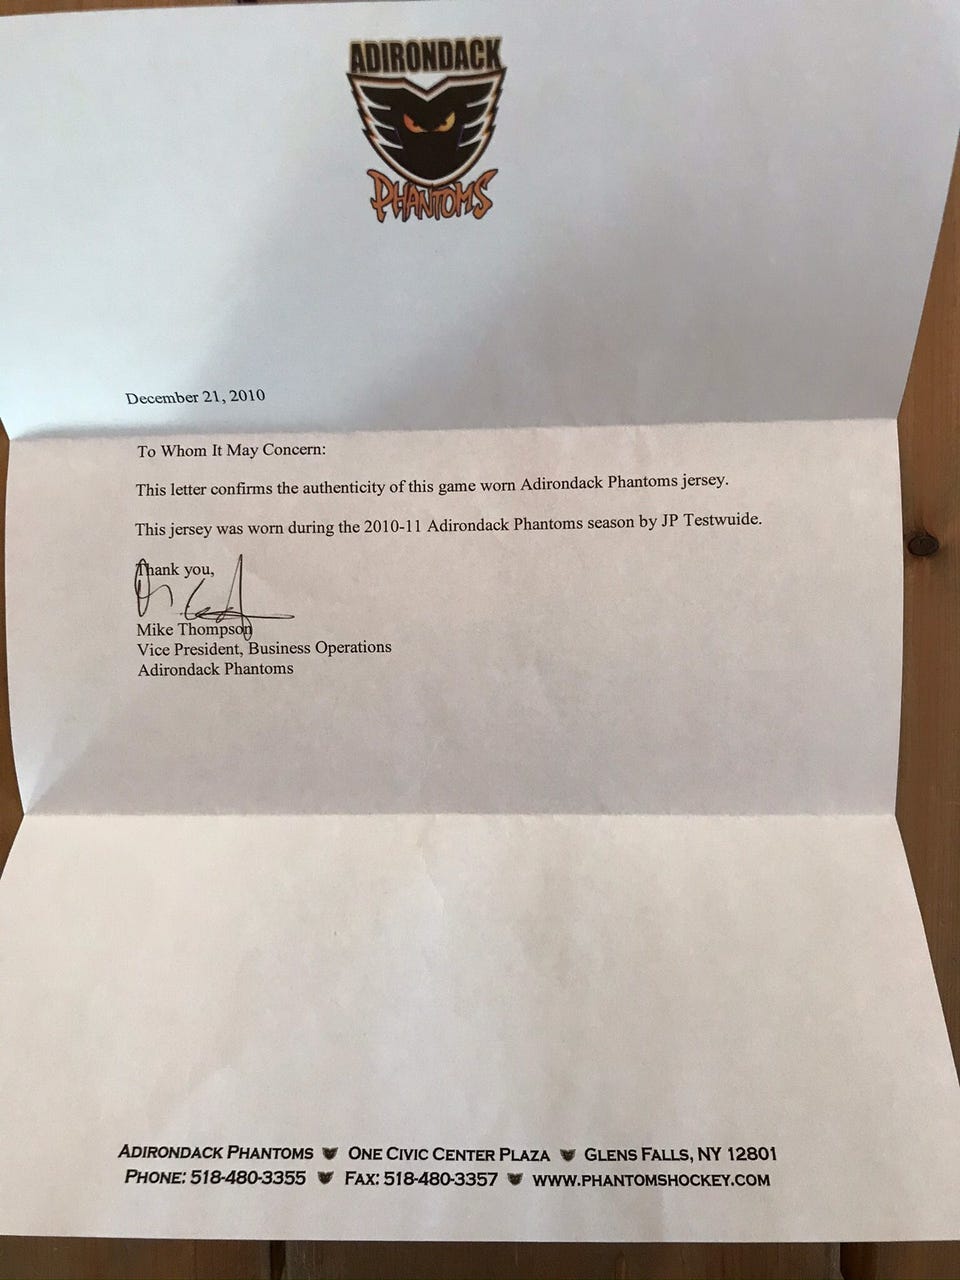 ADIRONDACK
PHANTOMS
December 21, 2010
To Whom It May Concern:
This letter confirms the authenticity of this game worn Adirondack Phantoms jersey.
This jersey was worn during the 2010-11 Adirondack Phantoms season by JP Testwuide.
Thank you,
Mike Thompson
Vice President, Business Operations
Adirondack Phantoms
ADIRONDACK PHANTOMS ONE CIVIC CENTER PLAZA GLENS FALLS, NY 12801
PHONE: 518-480-3355 FAX: 518-480-3357 WWW.PHANTOMSHOCKEY.COM